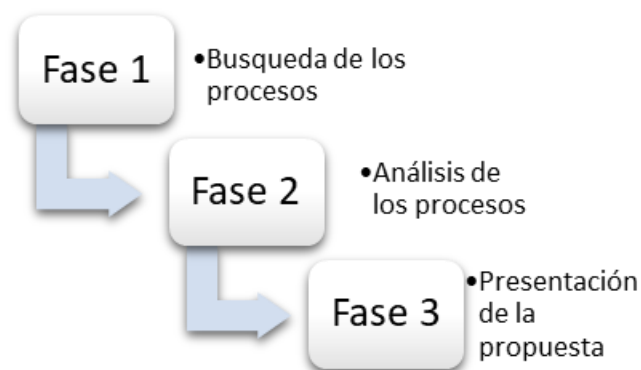 Fase 1
•Busqueda de los
procesos
Fase 2
•Análisis de
los procesos
Fase 3
•Presentación
de la
propuesta